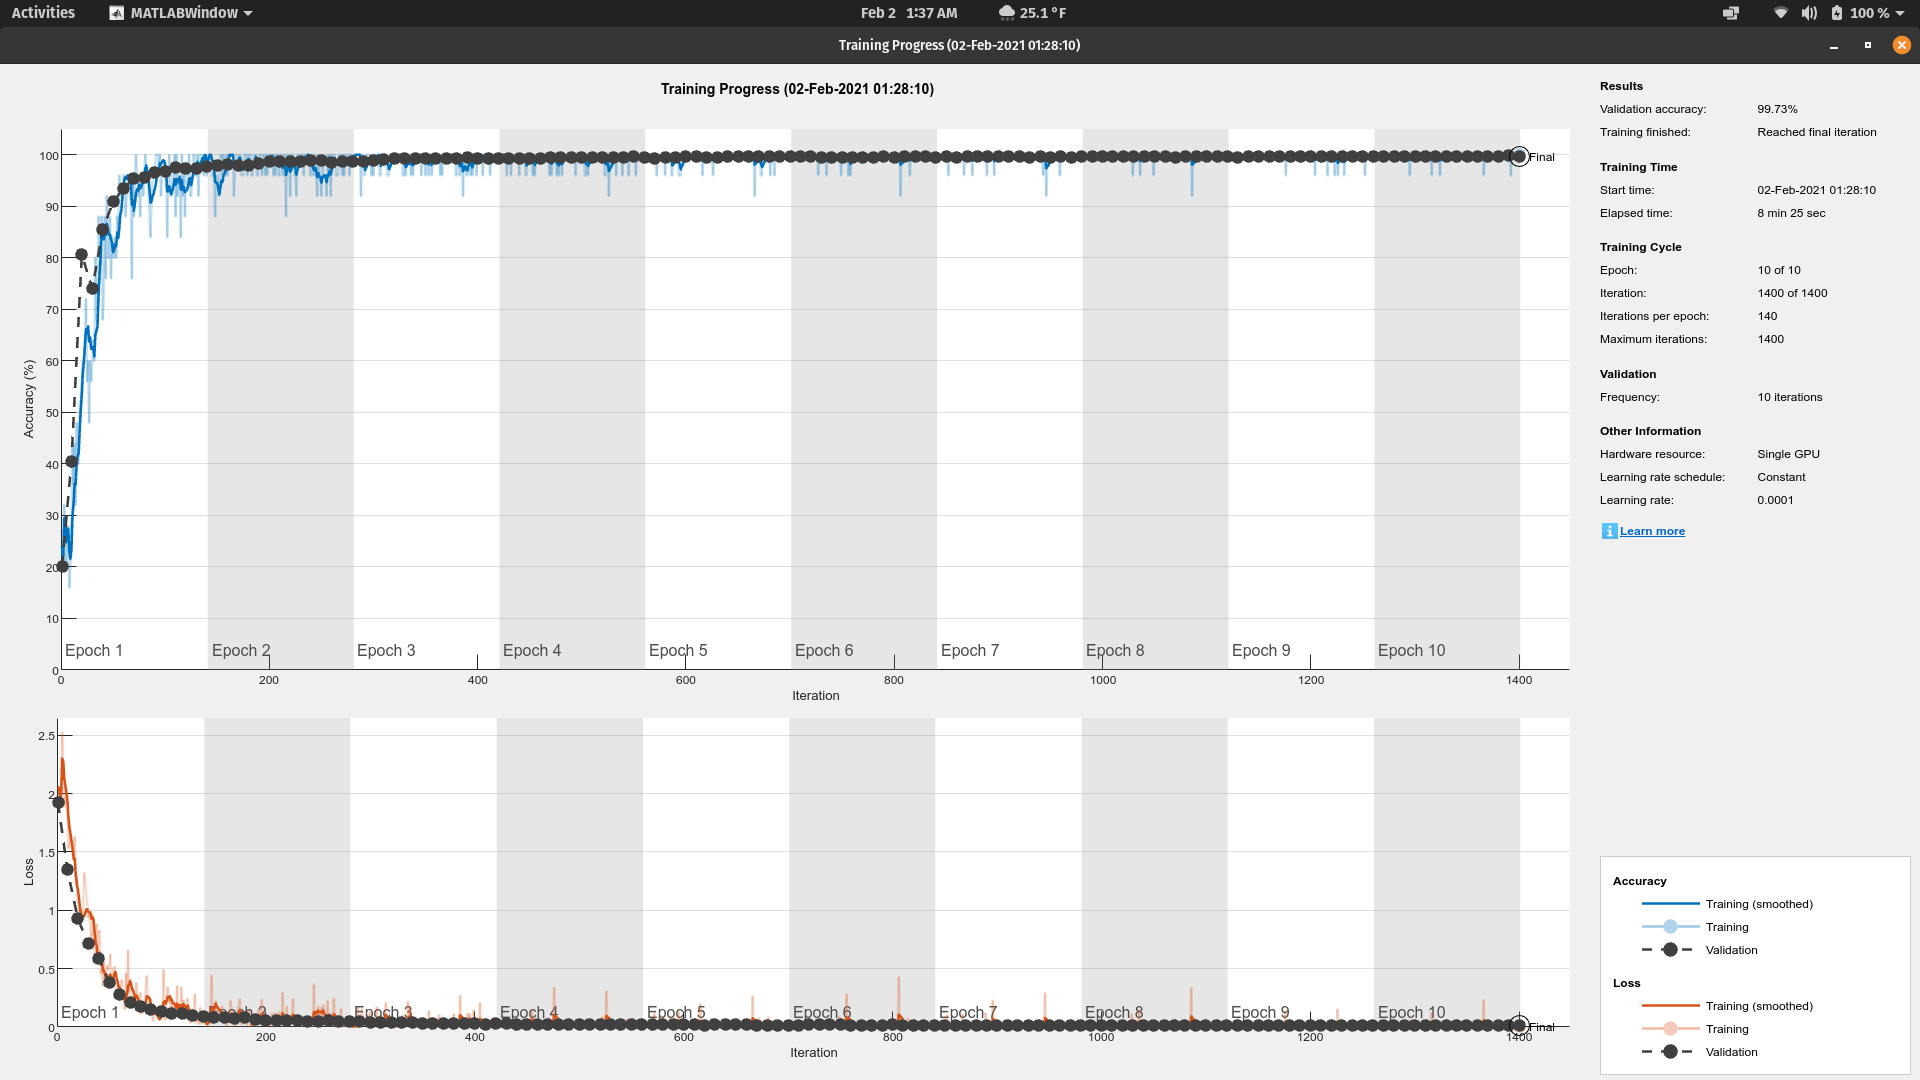 Activities MATLABWindow Feb 2 1:37 AM 25.1 °F 100 %
Training Progress (02-Feb-2021 01:28:10)
Training Progress (02-Feb-2021 01:28:10)
Accuracy (%)
100
90
80
70
60
50
40
30
20
10
0
Final
Epoch 1 Epoch 2 Epoch 3 Epoch 4 Epoch 5 Epoch 6 Epoch 7 Epoch 8 Epoch 9 Epoch 10
0 200 400 600 800 1000 1200 1400
Iteration
Loss
2.5
2
1.5
1
0.5
0
Epoch 1 Epoch 2 Epoch 3 Epoch 4 Epoch 5 Epoch 6 Epoch 7 Epoch 8 Epoch 9 Epoch 10
Final
0 200 400 600 800 1000 1200 1400
Iteration
Results
Validation accuracy: 99.73%
Training finished: Reached final iteration
Training Time
Start time: 02-Feb-2021 01:28:10
Elapsed time: 8 min 25 sec
Training Cycle
Epoch: 10 of 10
Iteration: 1400 of 1400
Iterations per epoch: 140
Maximum iterations: 1400
Validation
Frequency: 10 iterations
Other Information
Hardware resource: Single GPU
Learning rate schedule: Constant
Learning rate: 0.0001
Learn more
Accuracy
Training (smoothed)
Training
Validation
Loss
Training (smoothed)
Training
Validation